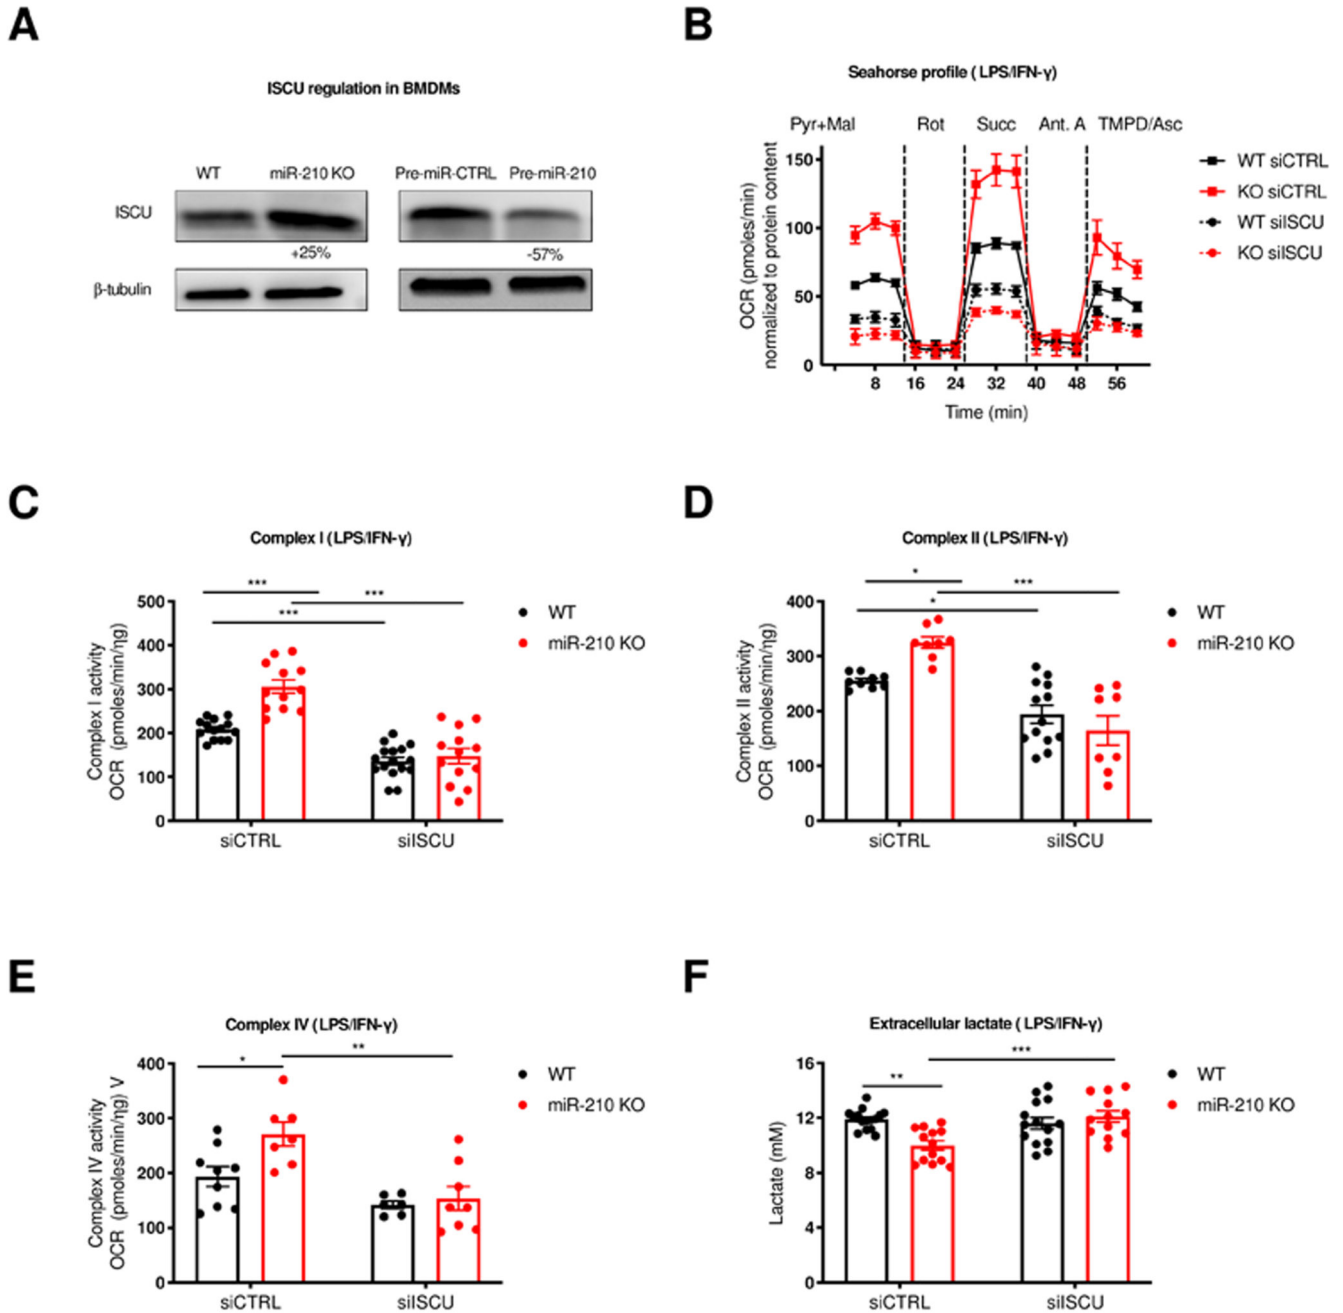 A
ISCU regulation in BMDMs
WT miR-210 KO Pre-miR-CTRL Pre-miR-210
ISCU
+25% -57%
β-tubulin
B
Seahorse profile ( LPS/IFN-γ)
Pyr+Mal Rot Succ Ant. A TMPD/Asc
OCR (pmoles/min)
normalized to protein content
150
100
50
0
8 16 24 32 40 48 56
Time (min)
WT siCTRL
KO siCTRL
WT siISCU
KO siISCU
C
Complex I ( LPS/IFN-γ)
*** ***
***
Complex I activity
OCR (pmoles/min/ηg)
500
400
300
200
100
0
siCTRL siISCU
WT
miR-210 KO
D
Complex II ( LPS/IFN-γ)
* ***
*
Complex II activity
OCR (pmoles/min/ηg)
400
300
200
100
0
siCTRL siISCU
WT
miR-210 KO
E
Complex IV ( LPS/IFN-γ)
* **
Complex IV activity
OCR (pmoles/min/ηg) V
400
300
200
100
0
siCTRL siISCU
WT
miR-210 KO
F
Extracellular lactate ( LPS/IFN-γ)
** ***
Lactate (mM)
16
12
8
4
0
siCTRL siISCU
WT
miR-210 KO